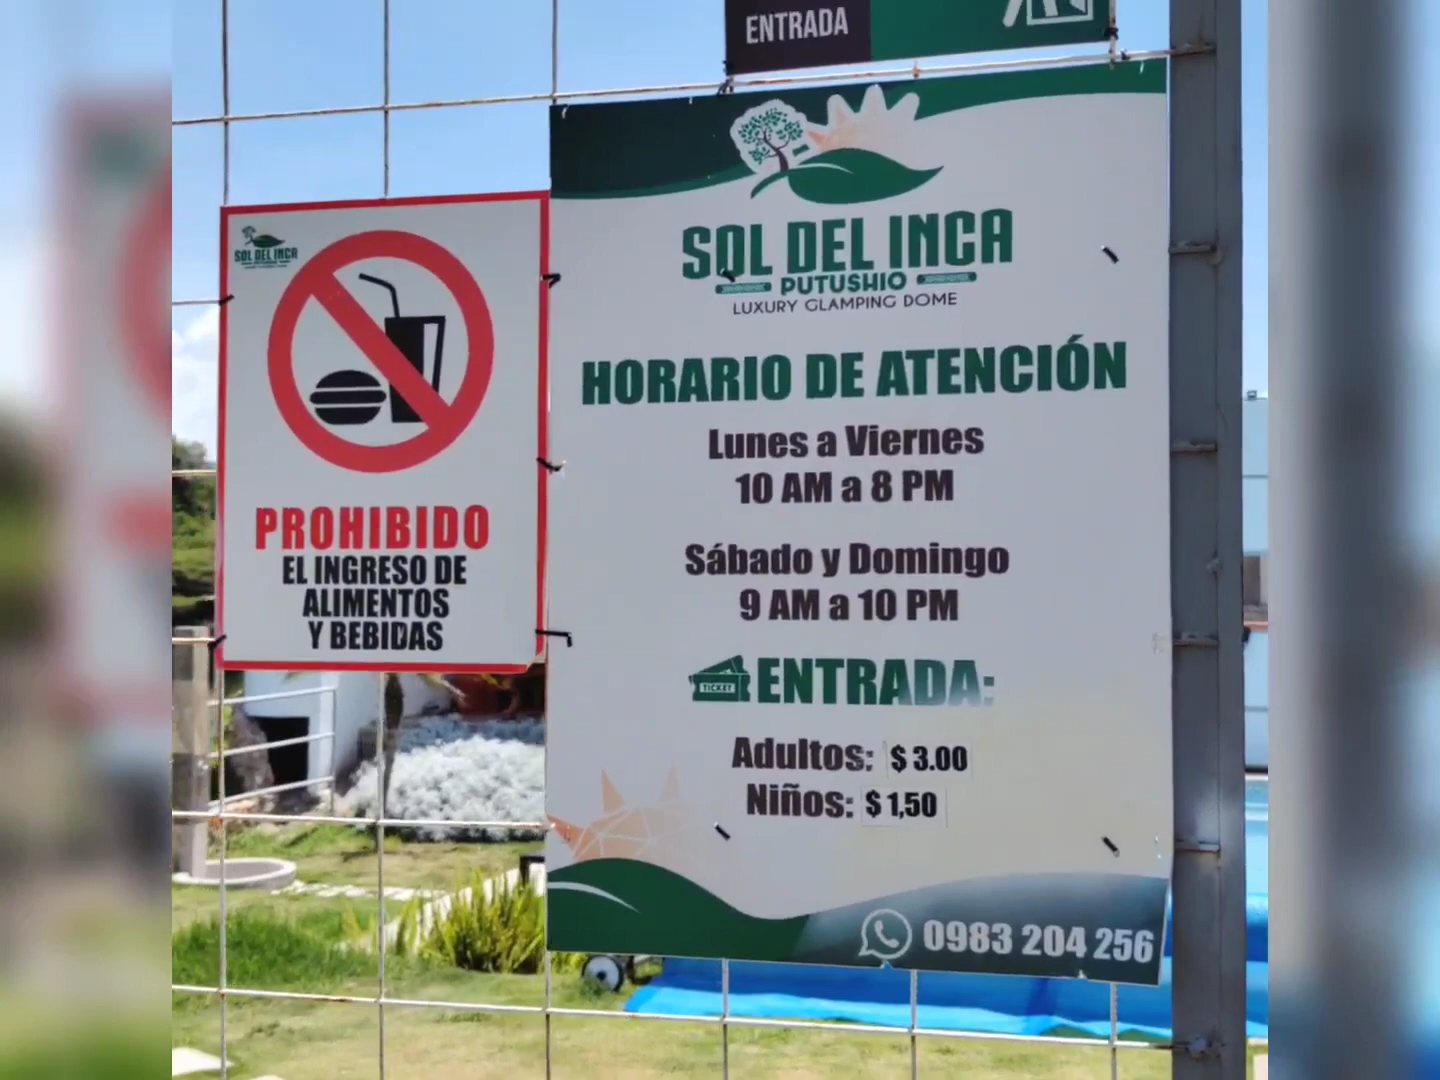 ENTRADA
SOL DEL INCA
PUTUSHIO
LUXURY GLAMPING DOME
HORARIO DE ATENCIÓN
Lunes a Viernes
10 AM a 8 PM
Sábado y Domingo
9 AM a 10 PM
TICKET ENTRADA:
Adultos: $ 3.00
Niños: $ 1,50
0983 204 256
SOL DEL INCA
PROHIBIDO
EL INGRESO DE
ALIMENTOS
Y BEBIDAS